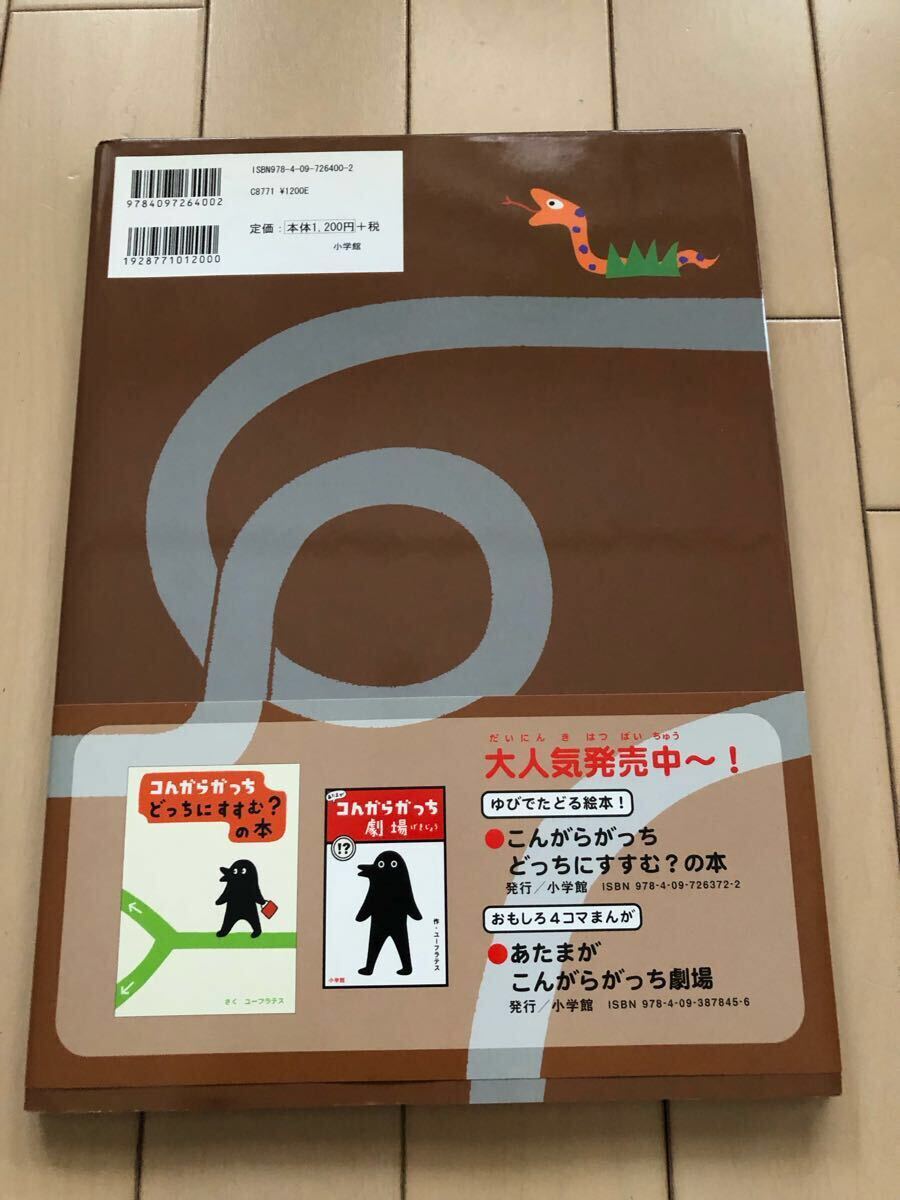 ISBN978-4-09-726400-2
C8771 ¥1200E
9784097264002
定価：本体1,200円＋税
1928771012000
小学館
だいにんきはつばいちゅう
大人気発売中〜！
ゆびでたどる絵本！
●こんがらがっち
どっちにすすむ？の本
発行／小学館 ISBN 978-4-09-726372-2
おもしろ4コマまんが
●あたまが
こんがらがっち劇場
発行／小学館 ISBN 978-4-09-387845-6
コんガらガっち
どっちにすすむ？
の本
さく ユーフラテス
あたまが
コんガらガっち
劇場げきじょう
!?
作・ユーフラテス
小学館